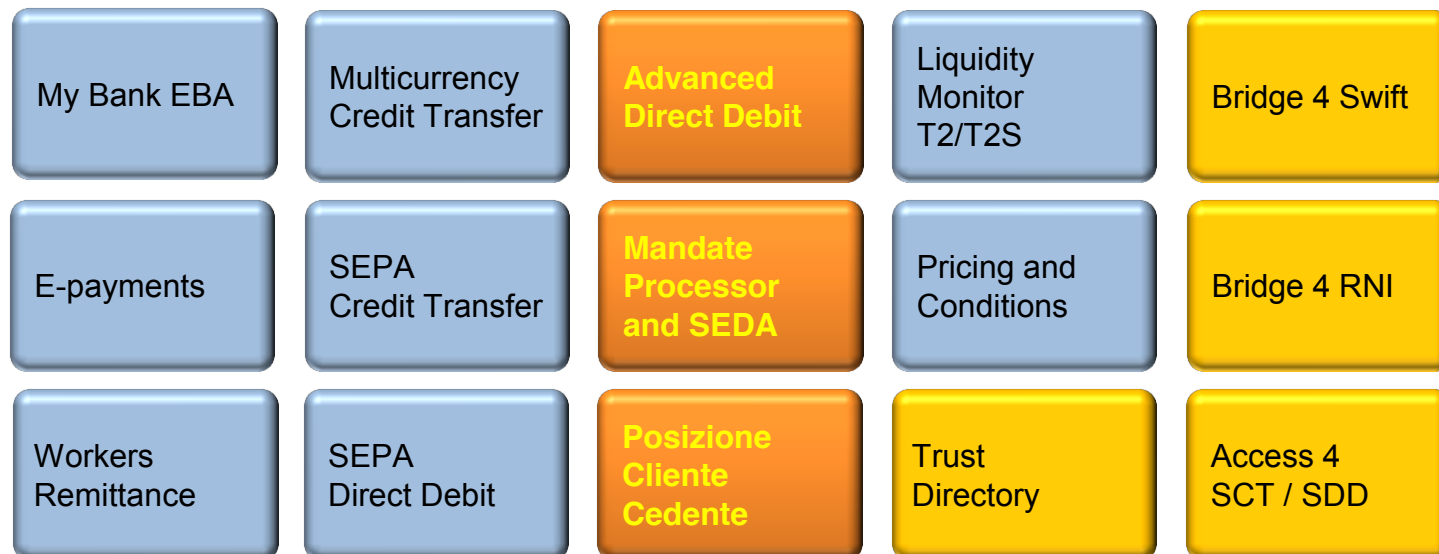 My Bank EBA
Multicurrency
Credit Transfer
Advanced
Direct Debit
Liquidity
Monitor
T2/T2S
Bridge 4 Swift
E-payments
SEPA
Credit Transfer
Mandate
Processor
and SEDA
Pricing and
Conditions
Bridge 4 RNI
Workers
Remittance
SEPA
Direct Debit
Posizione
Cliente
Cedente
Trust
Directory
Access 4
SCT / SDD